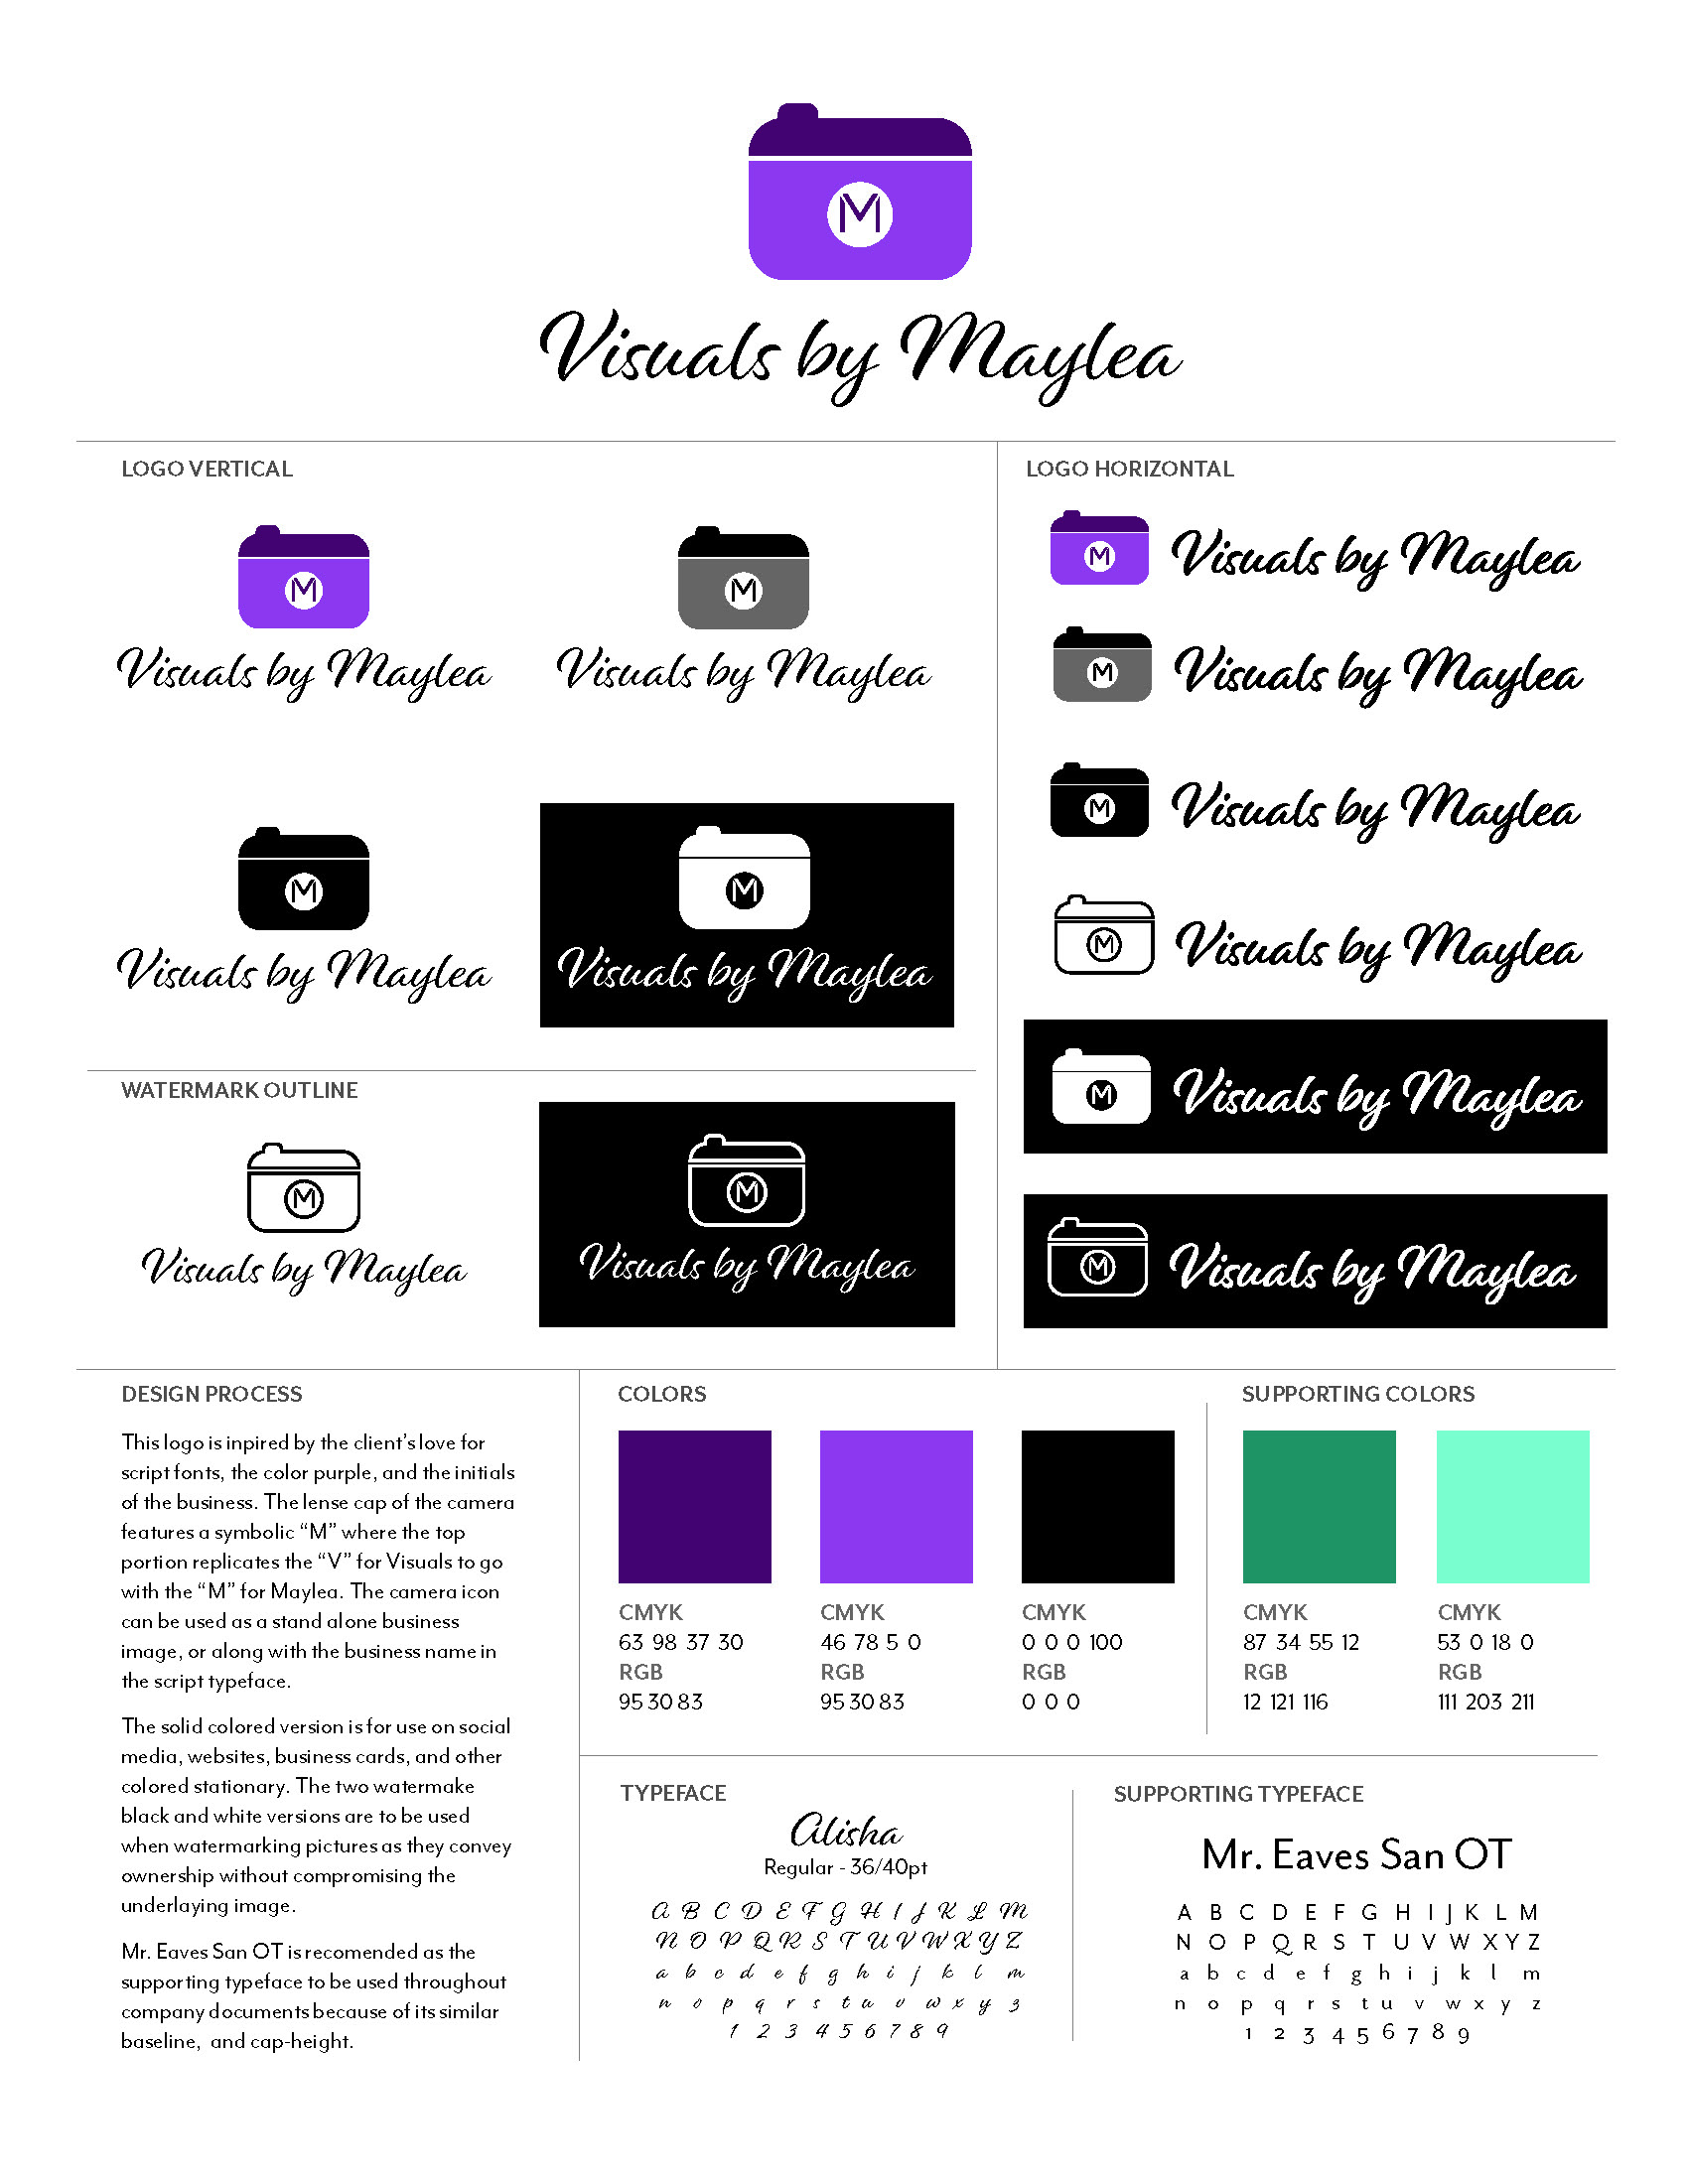 M
Visuals by Maylea
LOGO VERTICAL
M
Visuals by Maylea
M
Visuals by Maylea
M
Visuals by Maylea
M
Visuals by Maylea
WATERMARK OUTLINE
M
Visuals by Maylea
M
Visuals by Maylea
LOGO HORIZONTAL
M Visuals by Maylea
M Visuals by Maylea
M Visuals by Maylea
M Visuals by Maylea
M Visuals by Maylea
M Visuals by Maylea
DESIGN PROCESS
This logo is inpired by the client's love for
script fonts, the color purple, and the initials
of the business. The lense cap of the camera
features a symbolic “M” where the top
portion replicates the “V” for Visuals to go
with the “M” for Maylea. The camera icon
can be used as a stand alone business
image, or along with the business name in
the script typeface.
The solid colored version is for use on social
media, websites, business cards, and other
colored stationary. The two watermake
black and white versions are to be used
when watermarking pictures as they convey
ownership without compromising the
underlaying image.
Mr. Eaves San OT is recomended as the
supporting typeface to be used throughout
company documents because of its similar
baseline, and cap-height.
COLORS
CMYK
63 98 37 30
RGB
95 30 83
CMYK
46 78 5 0
RGB
95 30 83
CMYK
0 0 0 100
RGB
0 0 0
SUPPORTING COLORS
CMYK
87 34 55 12
RGB
12 121 116
CMYK
53 0 18 0
RGB
111 203 211
TYPEFACE
Alisha
Regular - 36/40pt
A B C D E F G H I J K L M
N O P Q R S T U V W X Y Z
a b c d e f g h i j k l m
n o p q r s t u v w x y z
1 2 3 4 5 6 7 8 9
SUPPORTING TYPEFACE
Mr. Eaves San OT
A B C D E F G H I J K L M
N O P Q R S T U V W X Y Z
a b c d e f g h i j k l m
n o p q r s t u v w x y z
1 2 3 4 5 6 7 8 9